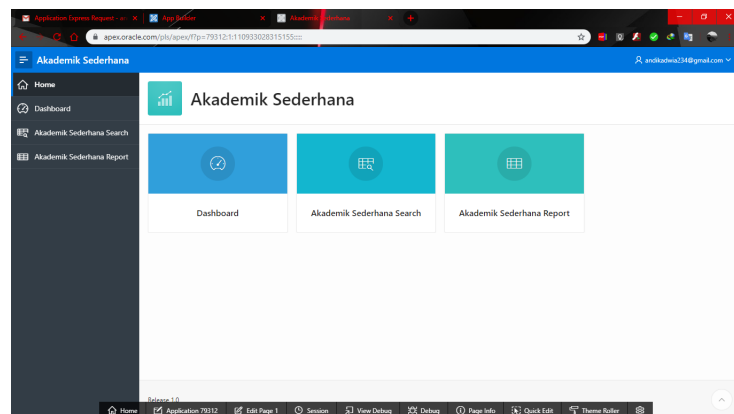 Application Express Request - or
App Builder
Akademik Sederhana
apex.oracle.com/pls/apex/f?p=79312:1:110933028315155:::::
Akademik Sederhana
andikadwia234@gmail.com
Home
Dashboard
Akademik Sederhana Search
Akademik Sederhana Report
Akademik Sederhana
Dashboard
Akademik Sederhana Search
Akademik Sederhana Report
Release 1.0
Home Application 79312 Edit Page 1 Session View Debug Debug Page Info Quick Edit Theme Roller